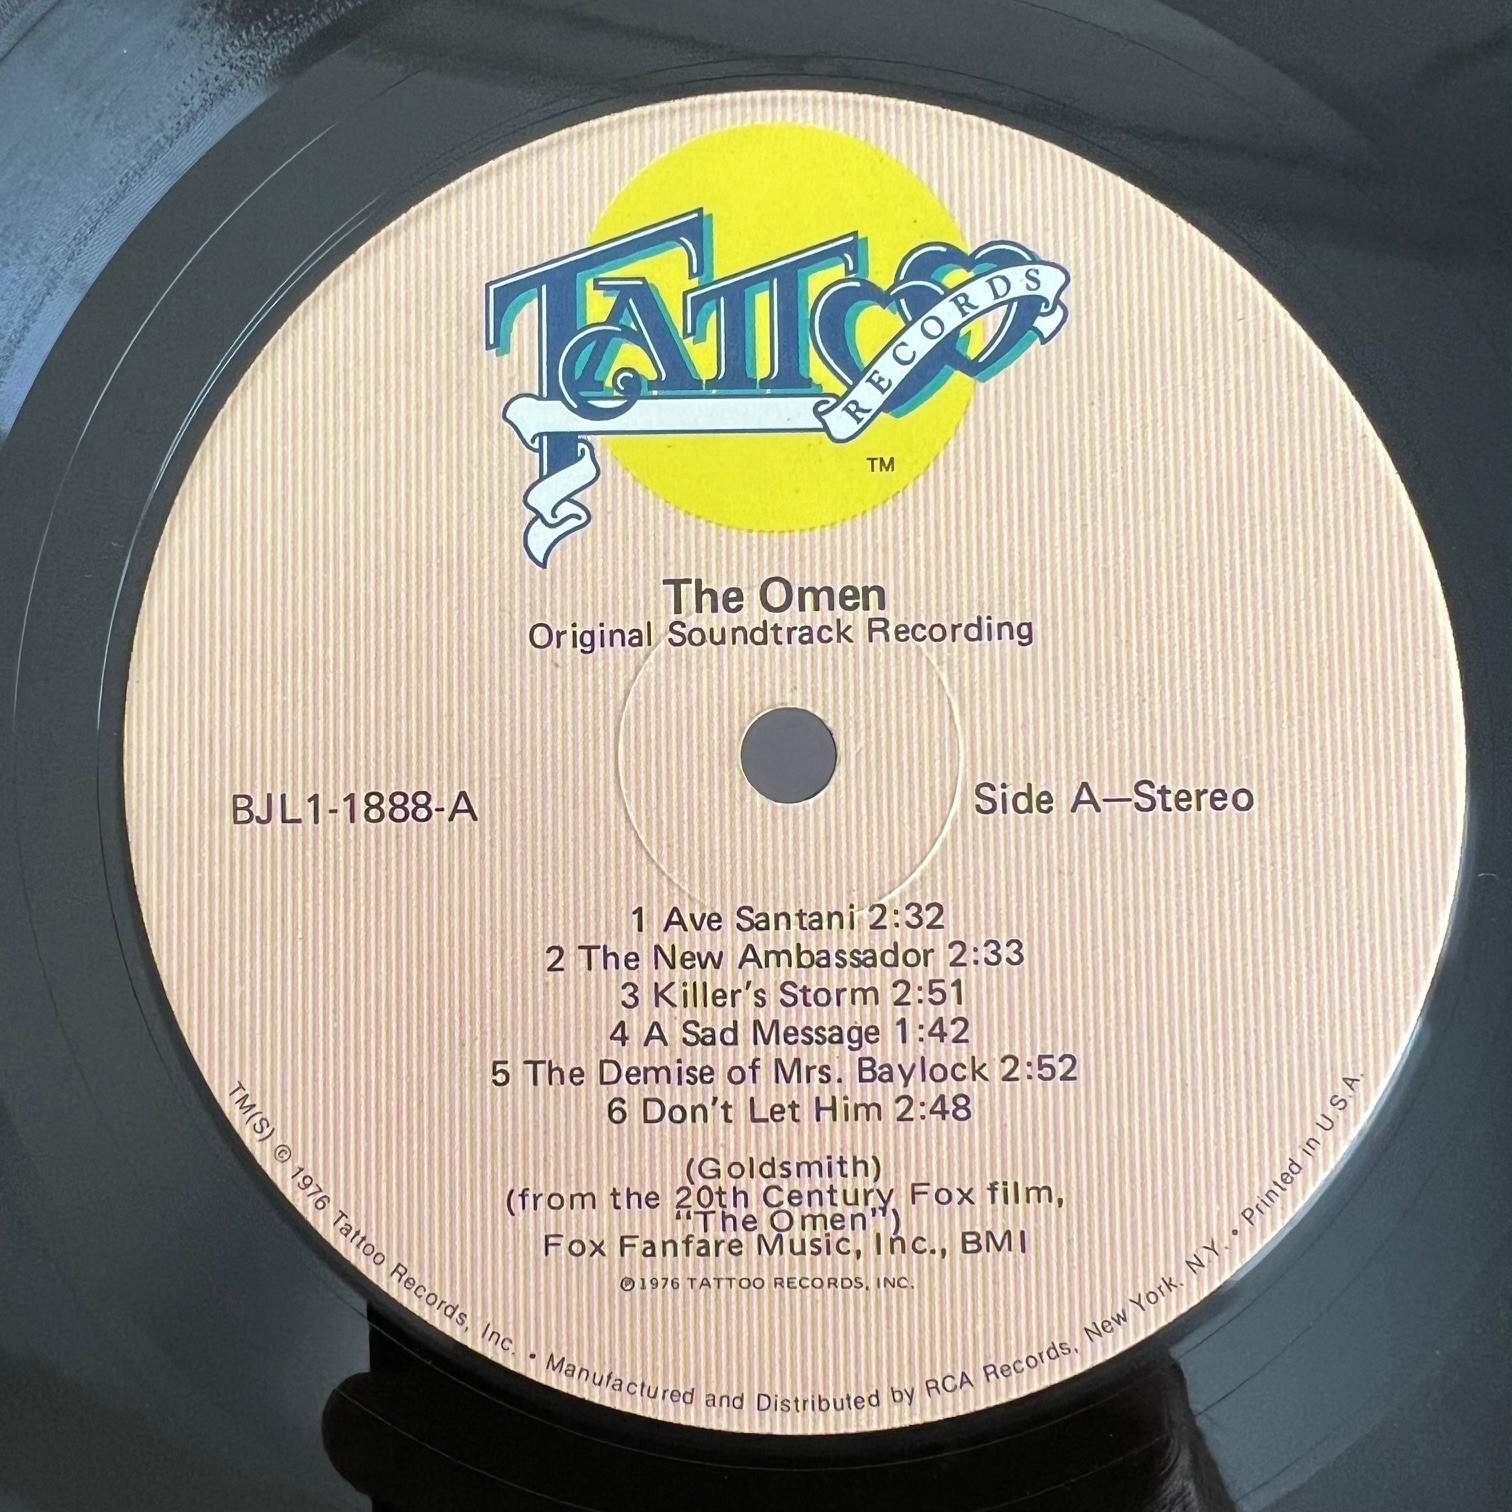 TATTOO
RECORDS
TM
The Omen
Original Soundtrack Recording
BJL1-1888-A
Side A—Stereo
1 Ave Santani 2:32
2 The New Ambassador 2:33
3 Killer's Storm 2:51
4 A Sad Message 1:42
5 The Demise of Mrs. Baylock 2:52
6 Don't Let Him 2:48
(Goldsmith)
(from the 20th Century Fox film,
“The Omen”)
Fox Fanfare Music, Inc., BMI
℗1976 TATTOO RECORDS, INC.
TM(S) © 1976 Tattoo Records, Inc. • Manufactured and Distributed by RCA Records, New York. N.Y. • Printed in U.S.A.